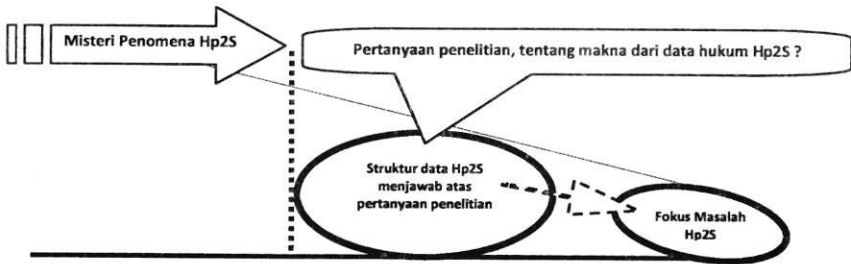 Misteri Penomena Hp2S
Pertanyaan penelitian, tentang makna dari data hukum Hp2S ?
Struktur data Hp2S
menjawab atas
pertanyaan penelitian
Fokus Masalah
Hp2S